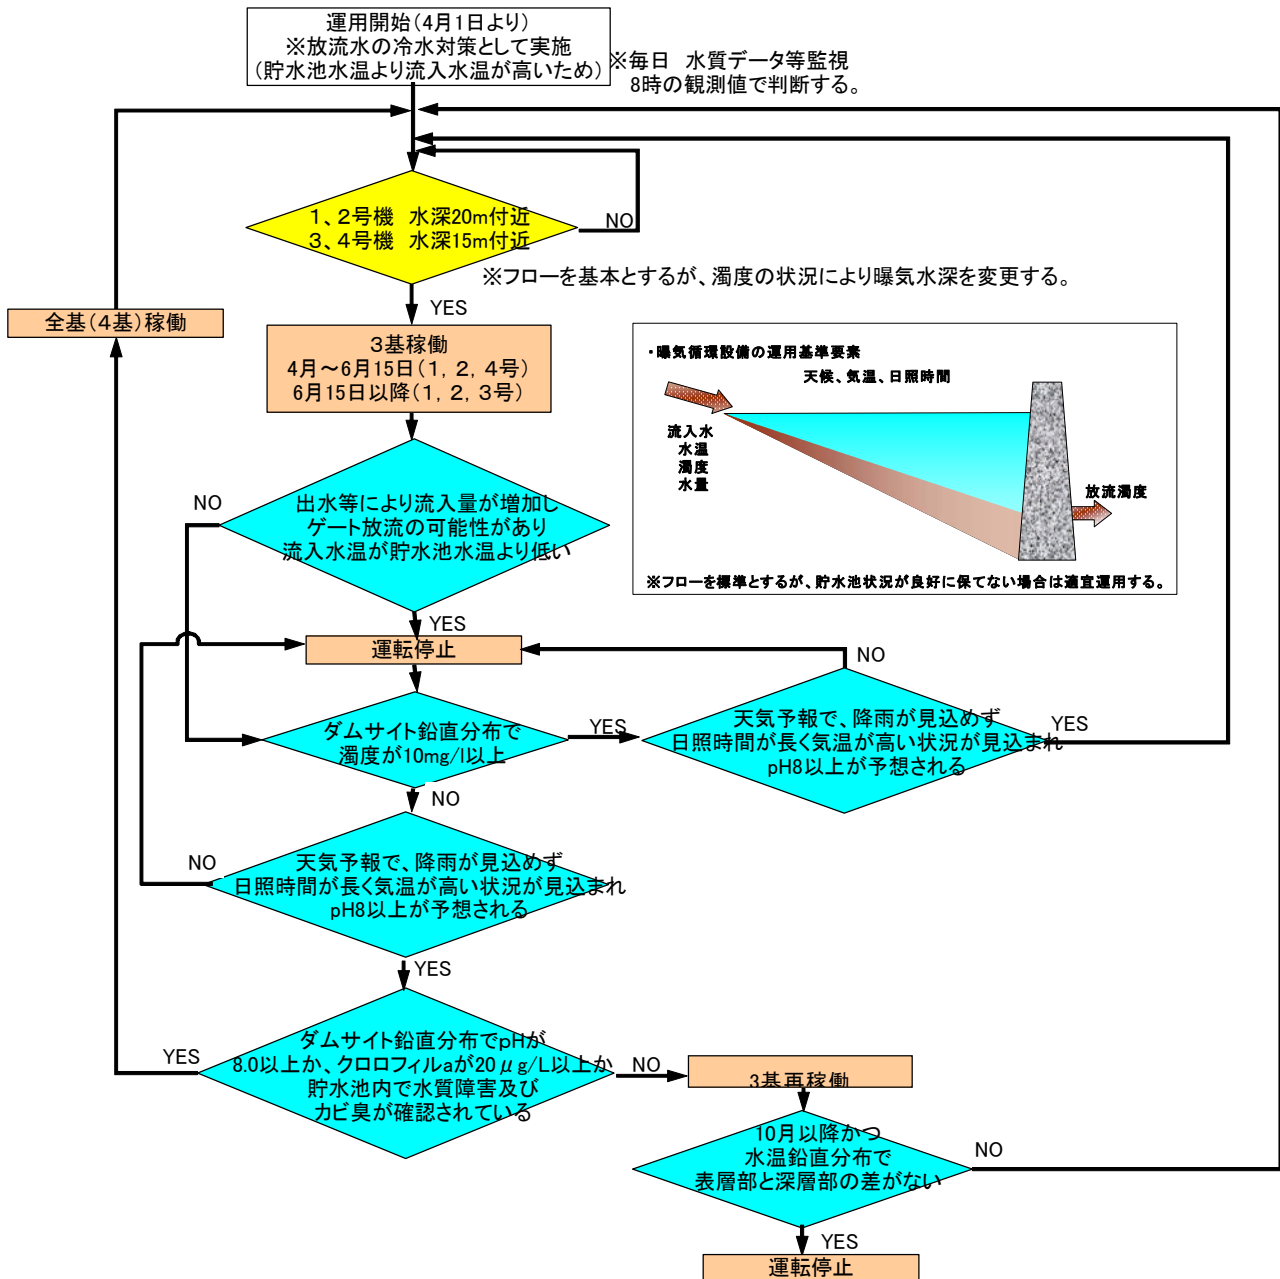 運用開始(4月1日より)
※放流水の冷水対策として実施
(貯水池水温より流入水温が高いため)
※毎日 水質データ等監視
8時の観測値で判断する。
1、2号機 水深20m付近
3、4号機 水深15m付近
NO
※フローを基本とするが、濁度の状況により曝気水深を変更する。
YES
全基(4基)稼働
3基稼働
4月～6月15日(1, 2, 4号)
6月15日以降(1, 2, 3号)
・曝気循環設備の運用基準要素
天候、気温、日照時間
流入水
水温
濁度
水量
放流濁度
※フローを標準とするが、貯水池状況が良好に保てない場合は適宜運用する。
NO
出水等により流入量が増加し
ゲート放流の可能性があり
流入水温が貯水池水温より低い
YES
運転停止
NO
ダムサイト鉛直分布で
濁度が10mg/l以上
YES
天気予報で、降雨が見込めず
日照時間が長く気温が高い状況が見込まれ
pH8以上が予想される
YES
NO
NO
天気予報で、降雨が見込めず
日照時間が長く気温が高い状況が見込まれ
pH8以上が予想される
YES
YES
ダムサイト鉛直分布でpHが
8.0以上か、クロロフィルaが20μg/L以上か
貯水池内で水質障害及び
カビ臭が確認されている
NO
3基再稼働
10月以降かつ
水温鉛直分布で
表層部と深層部の差がない
NO
YES
運転停止